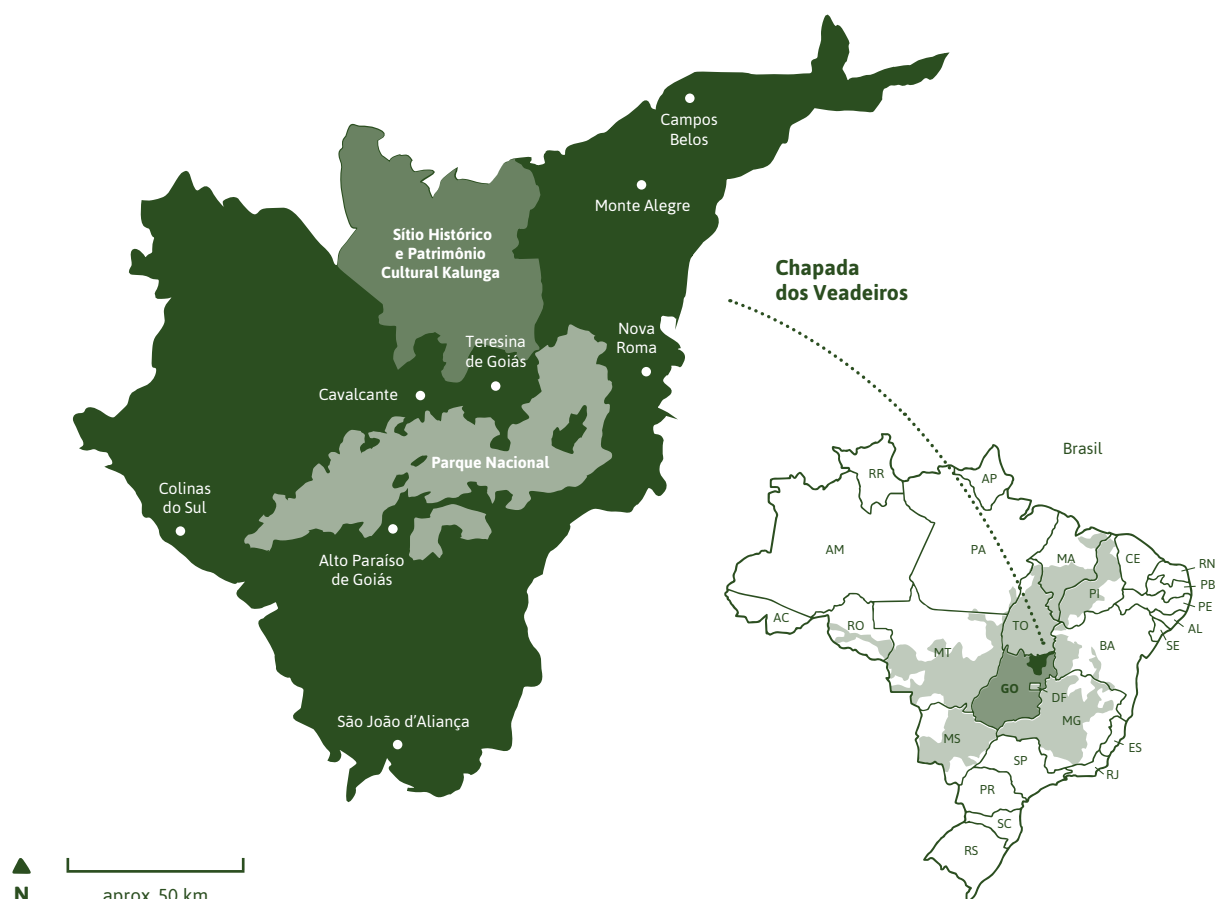 Campos
Belos
Monte Alegre
Sítio Histórico
e Patrimônio
Cultural Kalunga
Chapada
dos Veadeiros
Nova
Roma
Teresina
de Goiás
Cavalcante
Parque Nacional
Colinas
do Sul
Alto Paraíso
de Goiás
São João d’Aliança
Brasil
RR
AP
AM
PA
MA
CE
RN
PB
PI
PE
AC
RO
TO
AL
SE
BA
MT
GO
DF
MG
MS
ES
SP
RJ
PR
SC
RS
N
aprox. 50 km